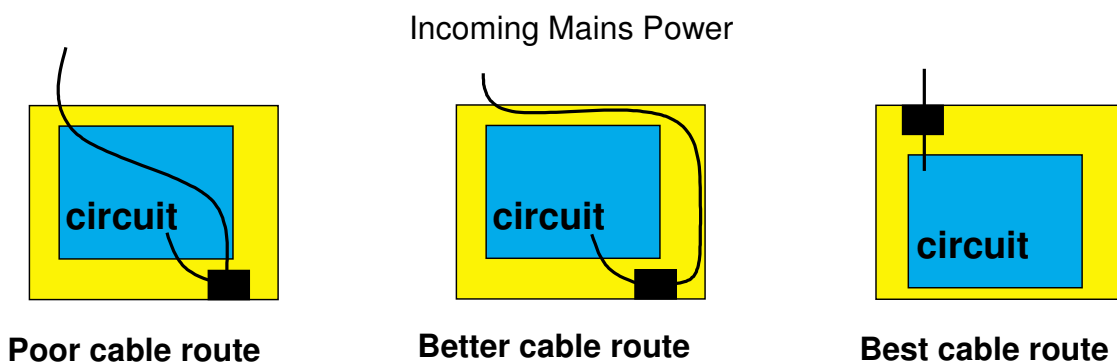 Incoming Mains Power
circuit
circuit
circuit
Poor cable route
Better cable route
Best cable route